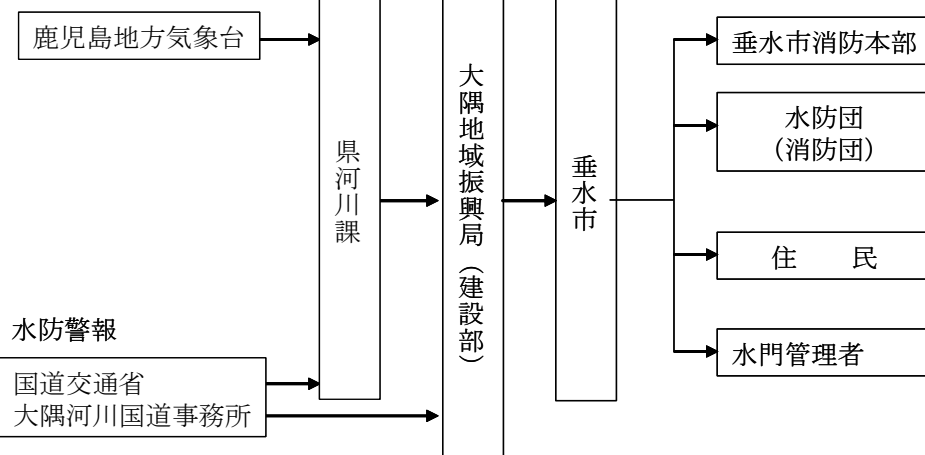 鹿児島地方気象台
県河川課
大隅地域振興局（建設部）
垂水市
垂水市消防本部
水防団
（消防団）
住　　民
水門管理者
水防警報
国道交通省
大隅河川国道事務所